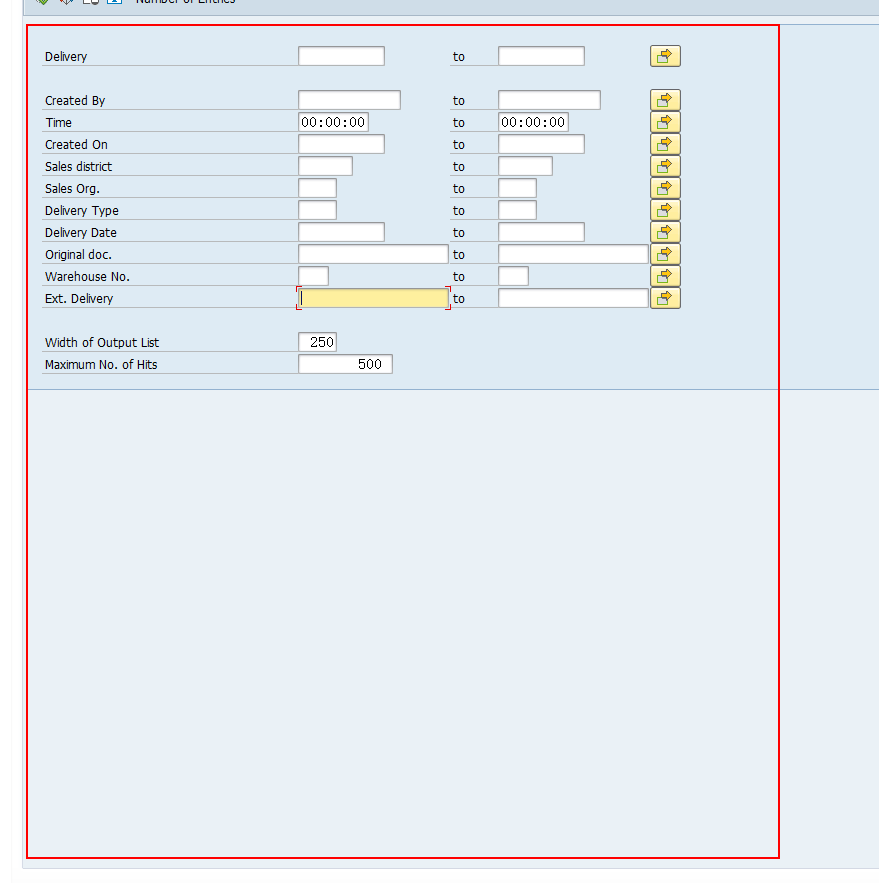 Number of Entries
Delivery to
Created By to
Time 00:00:00 to 00:00:00
Created On to
Sales district to
Sales Org. to
Delivery Type to
Delivery Date to
Original doc. to
Warehouse No. to
Ext. Delivery to
Width of Output List 250
Maximum No. of Hits 500